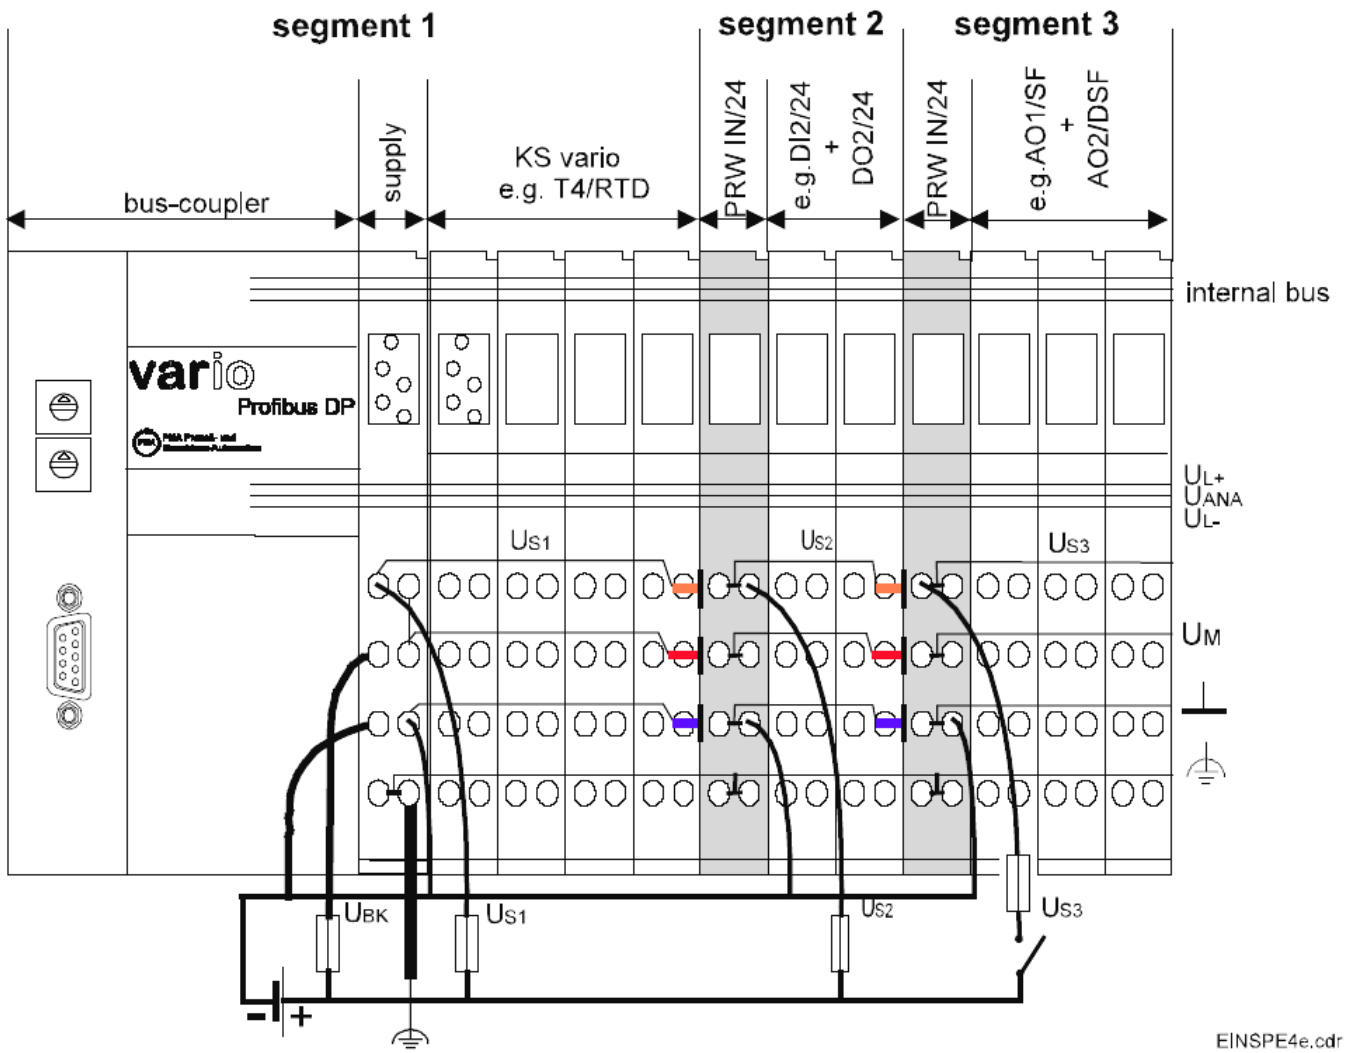 segment 1 segment 2 segment 3
bus-coupler
supply
KS vario
e.g. T4/RTD
PRW IN/24
e.g.DI2/24
+
DO2/24
PRW IN/24
e.g.AO1/SF
+
AO2/DSF
internal bus
vario
Profibus DP
PMA
UL+
UANA
UL-
US1 US2 US3
UM
UBK US1 US2 US3
- +
EINSPE4e.cdr